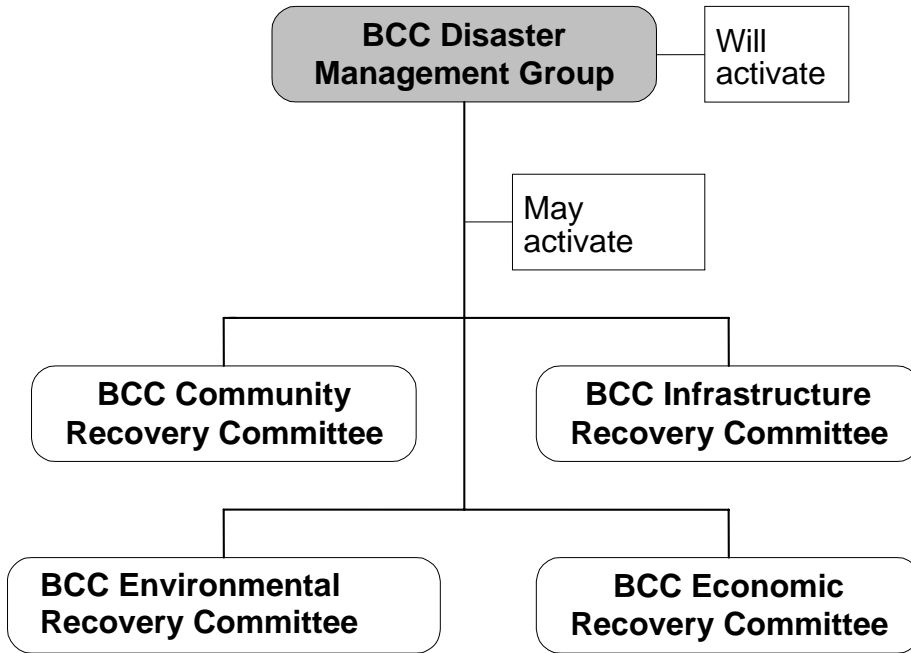 BCC Disaster
Management Group
Will
activate
May
activate
BCC Community
Recovery Committee
BCC Infrastructure
Recovery Committee
BCC Environmental
Recovery Committee
BCC Economic
Recovery Committee